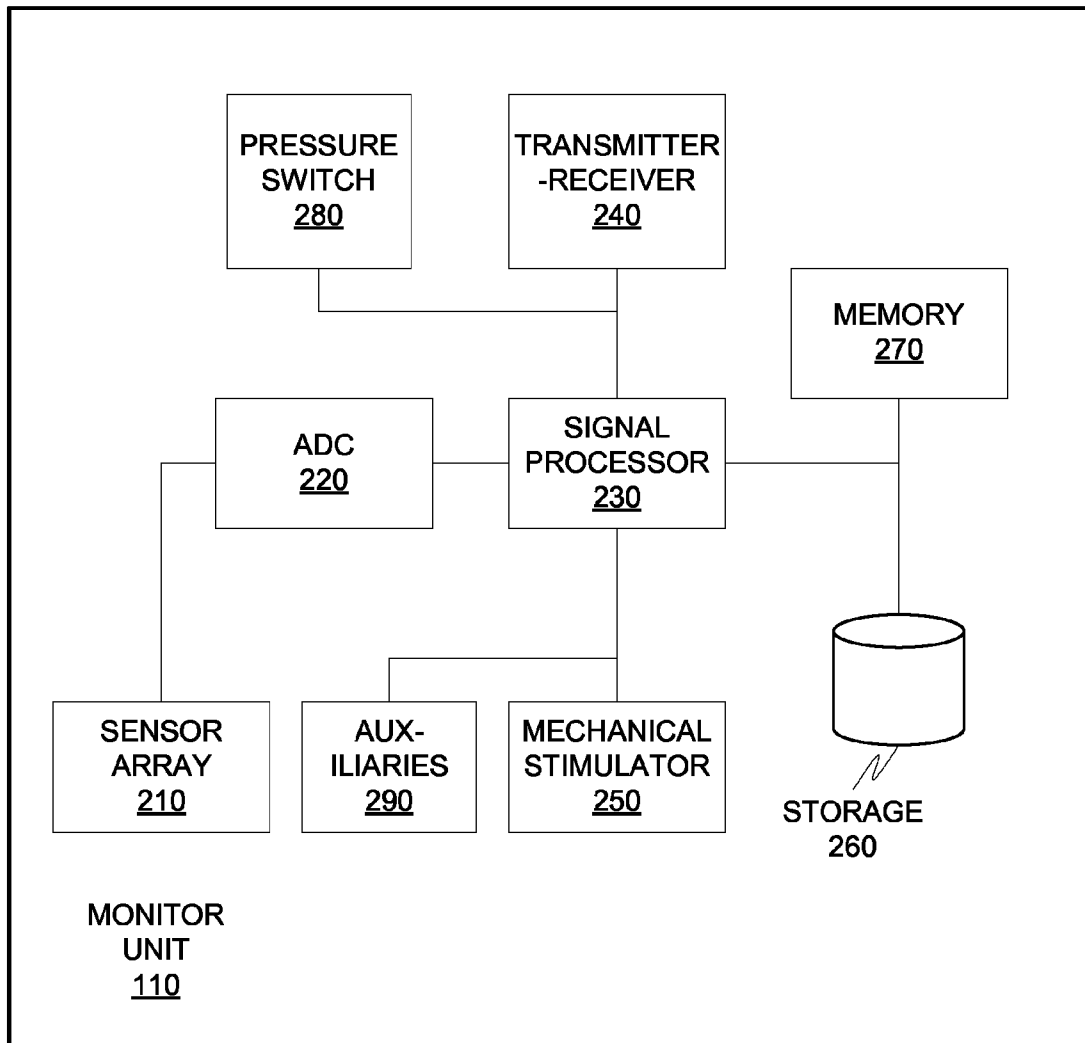 PRESSURE
SWITCH
280
TRANSMITTER
-RECEIVER
240
MEMORY
270
ADC
220
SIGNAL
PROCESSOR
230
SENSOR
ARRAY
210
AUX-
ILIARIES
290
MECHANICAL
STIMULATOR
250
STORAGE
260
MONITOR
UNIT
110